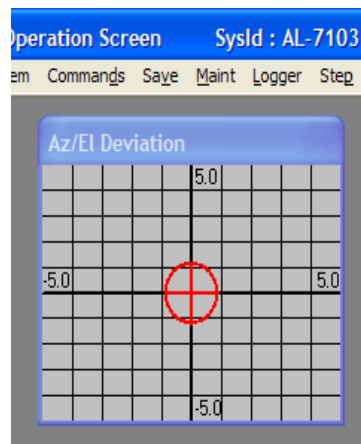 Operation Screen SysId : AL-7103
em Commands Save Maint Logger Step
Az/El Deviation
5.0
-5.0 5.0
-5.0